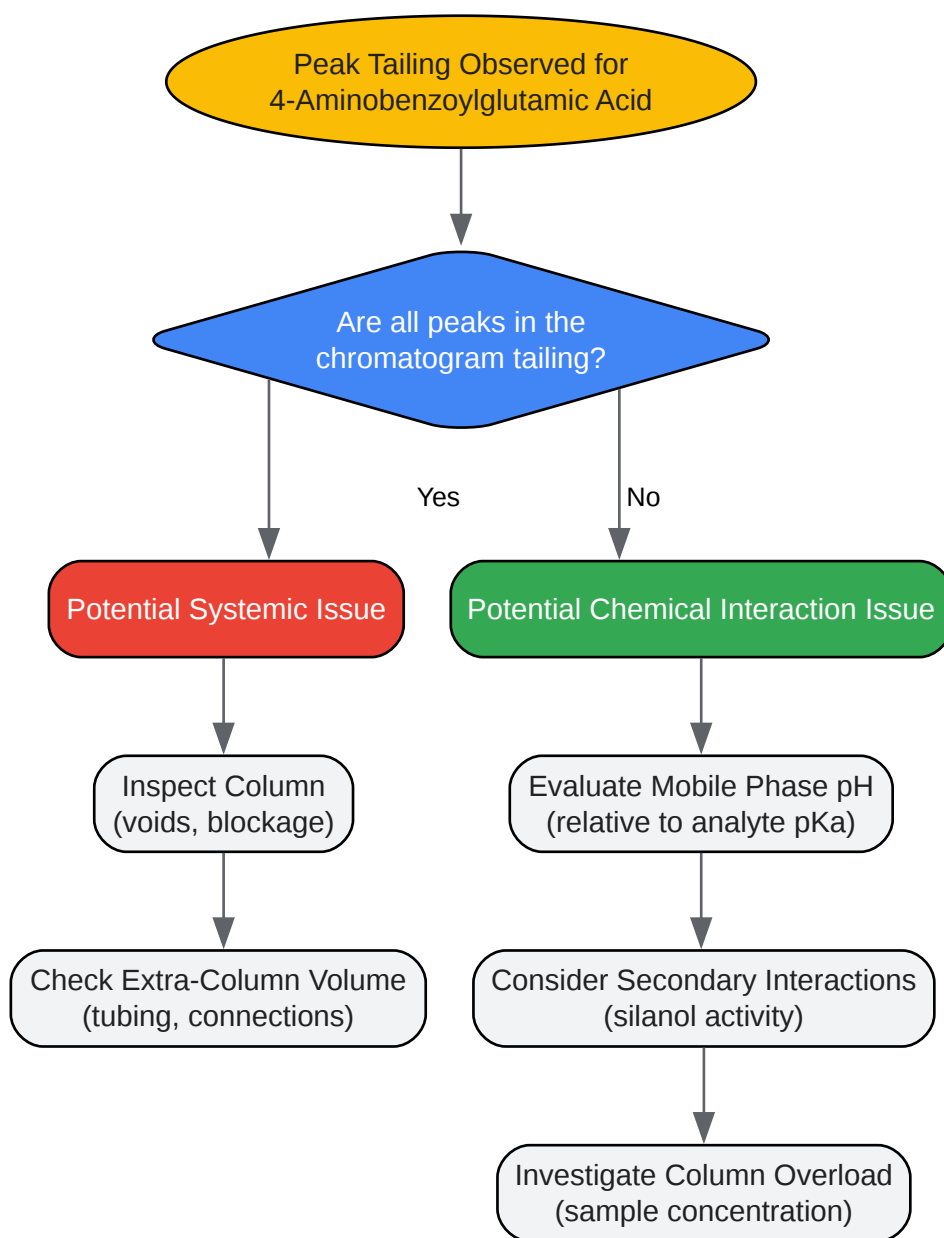 Peak Tailing Observed for
4-Aminobenzoylglutamic Acid
Are all peaks in the
chromatogram tailing?
Yes
No
Potential Systemic Issue
Potential Chemical Interaction Issue
Inspect Column
(voids, blockage)
Evaluate Mobile Phase pH
(relative to analyte pKa)
Check Extra-Column Volume
(tubing, connections)
Consider Secondary Interactions
(silanol activity)
Investigate Column Overload
(sample concentration)